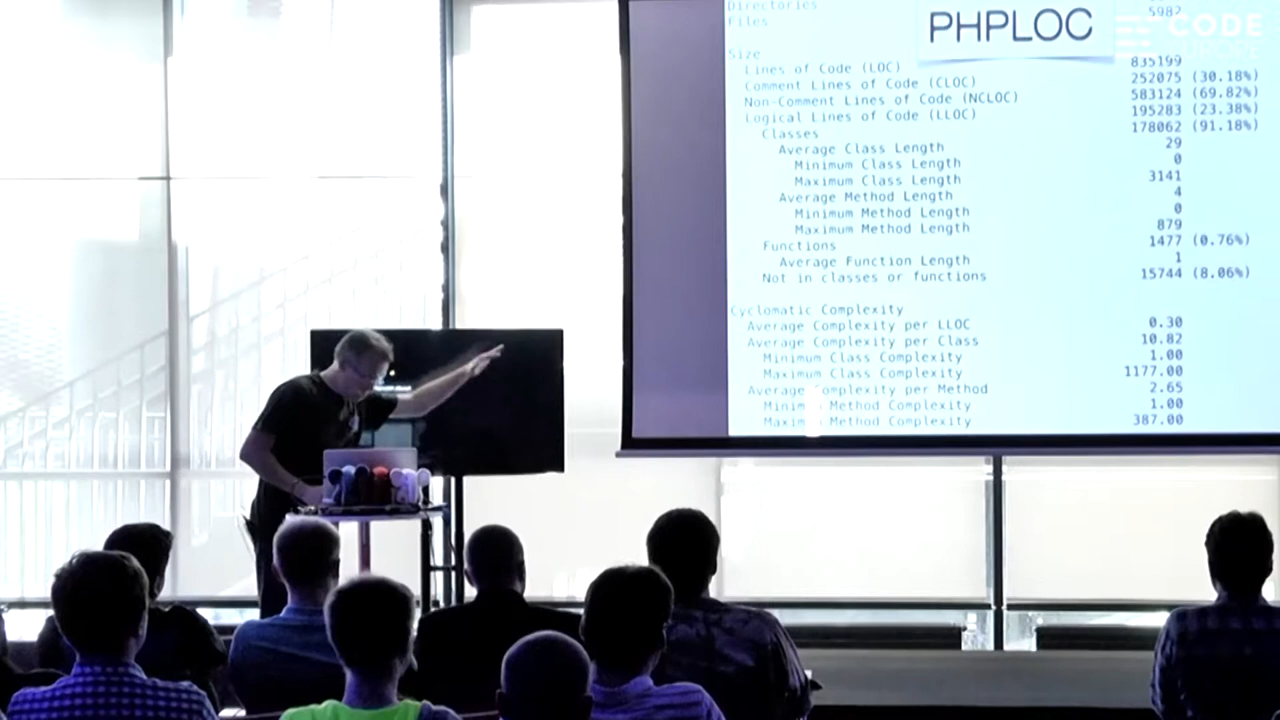 Directories
Files 5982
PHPLOC
CODE
EUROPE
Size
Lines of Code (LOC) 835199
Comment Lines of Code (CLOC) 252075 (30.18%)
Non-Comment Lines of Code (NCLOC) 583124 (69.82%)
Logical Lines of Code (LLOC) 195283 (23.38%)
Classes 178062 (91.18%)
Average Class Length 29
Minimum Class Length 0
Maximum Class Length 3141
Average Method Length 4
Minimum Method Length 0
Maximum Method Length 879
Functions 1477 (0.76%)
Average Function Length 1
Not in classes or functions 15744 (8.06%)
Cyclomatic Complexity
Average Complexity per LLOC 0.30
Average Complexity per Class 10.82
Minimum Class Complexity 1.00
Maximum Class Complexity 1177.00
Average Complexity per Method 2.65
Minimum Method Complexity 1.00
Maximum Method Complexity 387.00